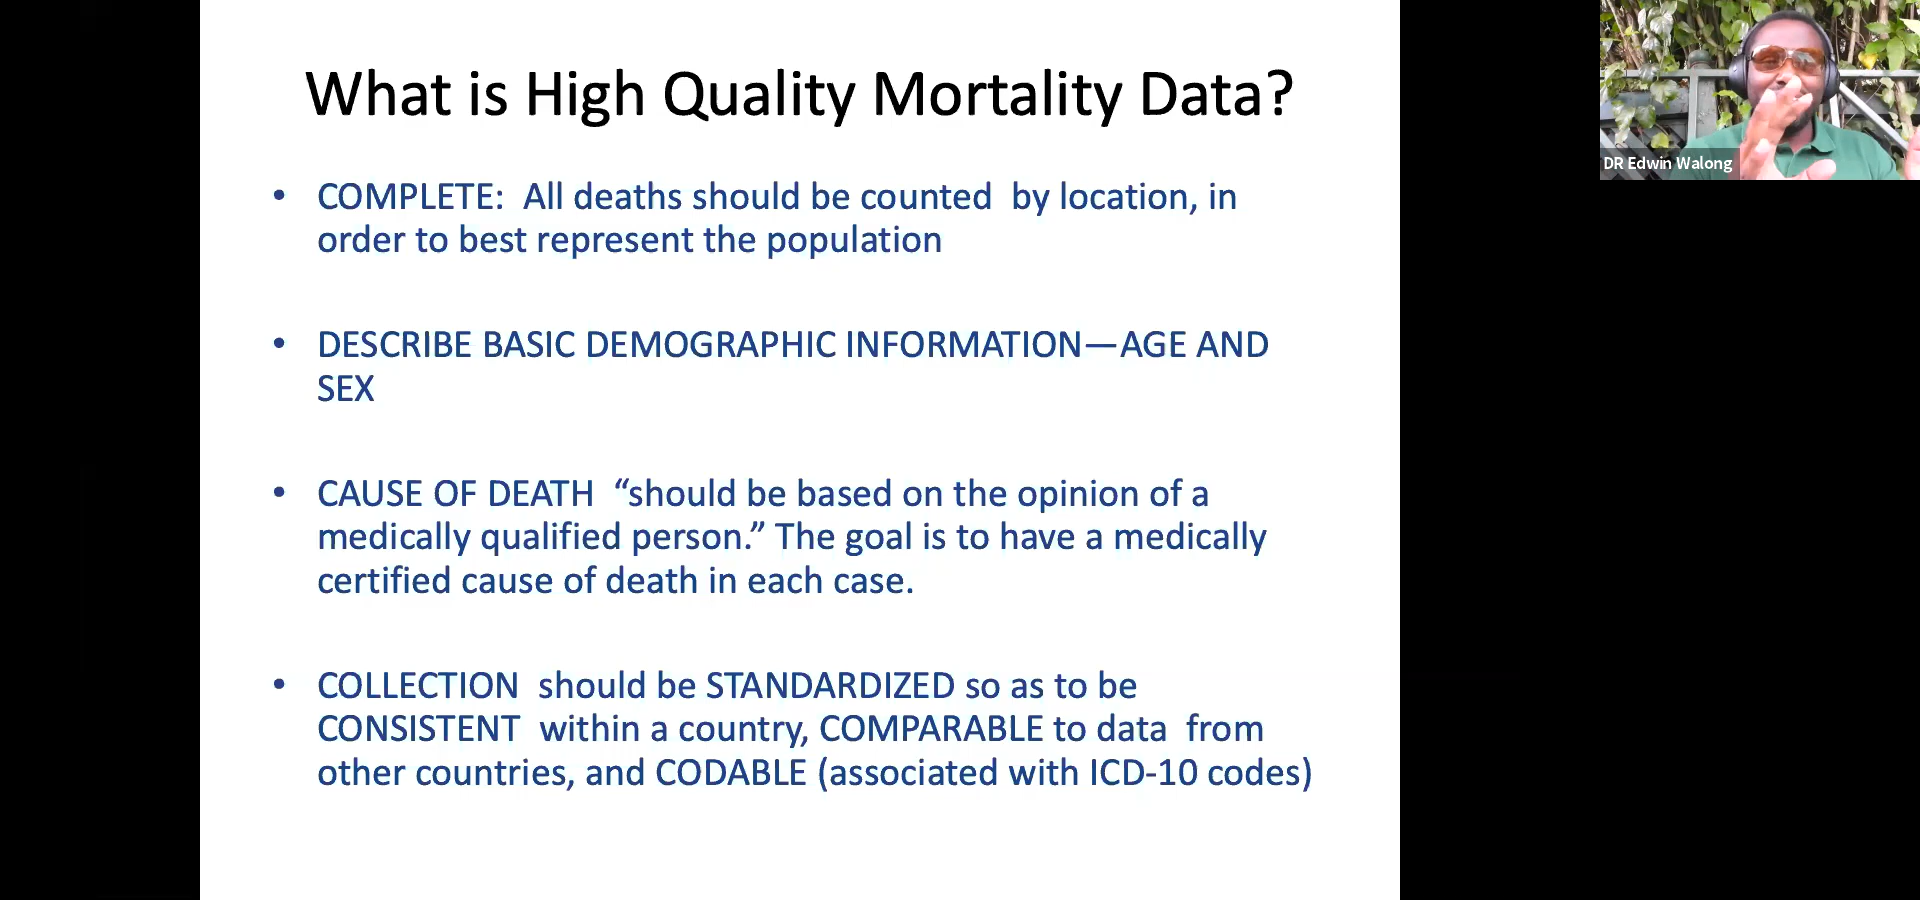 What is High Quality Mortality Data?
• COMPLETE:  All deaths should be counted  by location, in
order to best represent the population
• DESCRIBE BASIC DEMOGRAPHIC INFORMATION—AGE AND
SEX
• CAUSE OF DEATH  “should be based on the opinion of a
medically qualified person.” The goal is to have a medically
certified cause of death in each case.
• COLLECTION  should be STANDARDIZED so as to be
CONSISTENT  within a country, COMPARABLE to data  from
other countries, and CODABLE (associated with ICD-10 codes)
DR Edwin Walong